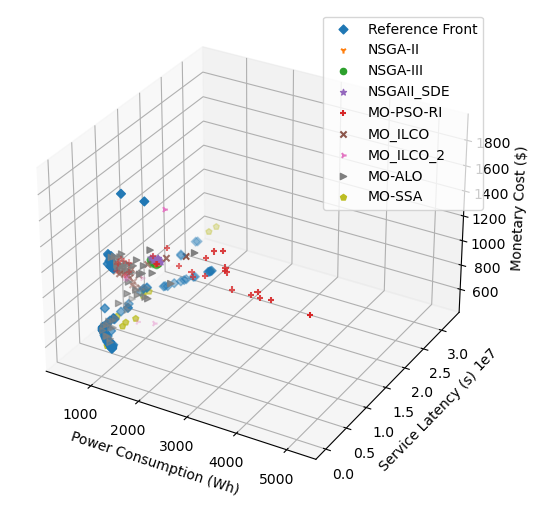 Reference Front
NSGA-II
NSGA-III
NSGAII_SDE
MO-PSO-RI
MO_ILCO
MO_ILCO_2
MO-ALO
MO-SSA
1800
1600
1400
1200
1000
800
600
Monetary Cost ($)
1000
2000
3000
4000
5000
Power Consumption (Wh)
0.0
0.5
1.0
1.5
2.0
2.5
3.0
1e7
Service Latency (s)